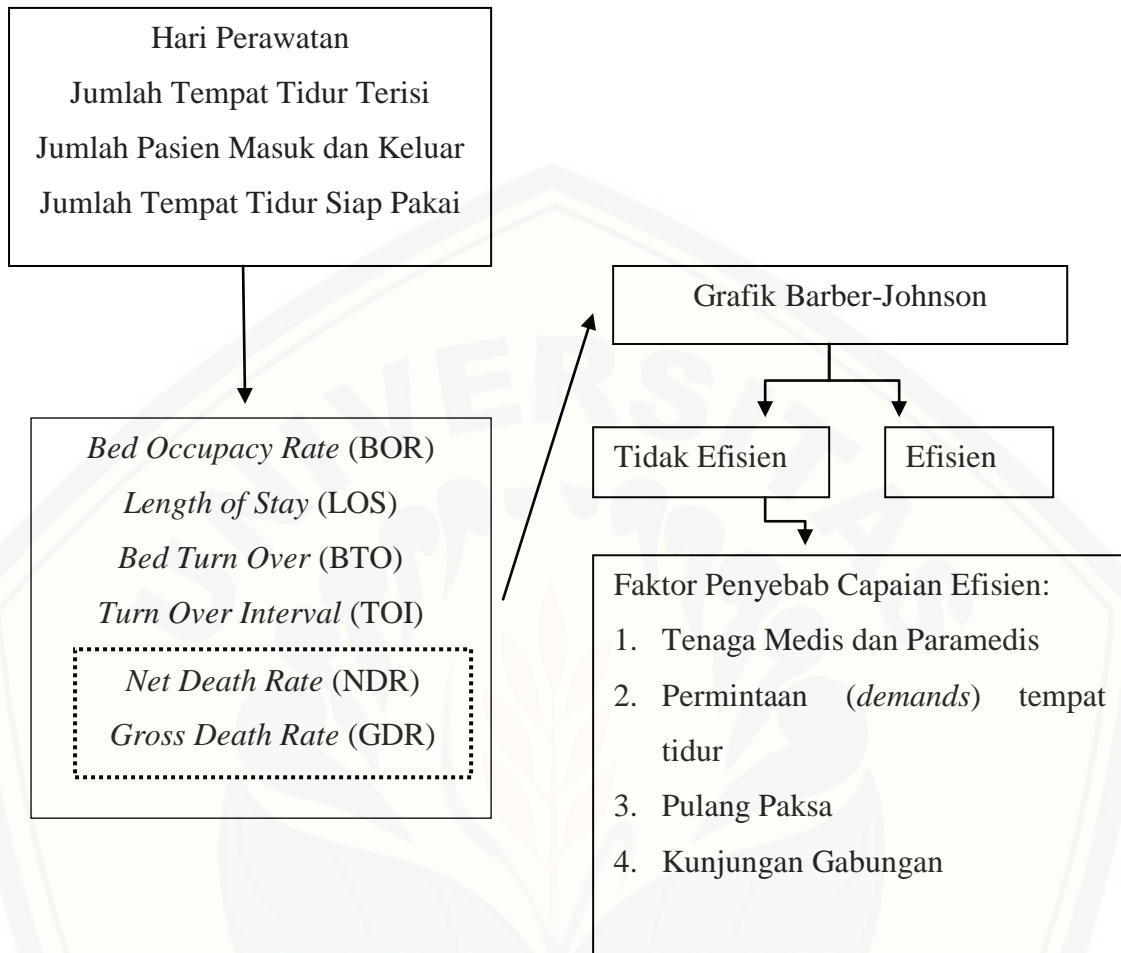 Hari Perawatan
Jumlah Tempat Tidur Terisi
Jumlah Pasien Masuk dan Keluar
Jumlah Tempat Tidur Siap Pakai
Bed Occupacy Rate (BOR)
Length of Stay (LOS)
Bed Turn Over (BTO)
Turn Over Interval (TOI)
Net Death Rate (NDR)
Gross Death Rate (GDR)
Grafik Barber-Johnson
Tidak Efisien
Efisien
Faktor Penyebab Capaian Efisien:
1. Tenaga Medis dan Paramedis
2. Permintaan (demands) tempat
tidur
3. Pulang Paksa
4. Kunjungan Gabungan
UNIVERSITAS